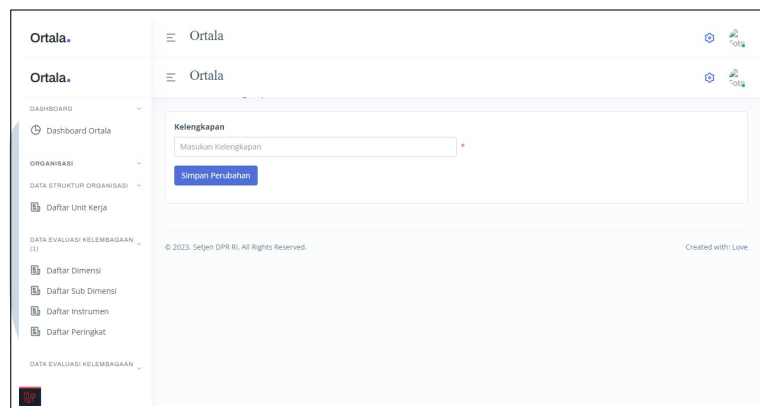 Ortala.
Ortala
Ortala.
Ortala
DASHBOARD
Dashboard Ortala
ORGANISASI
DATA STRUKTUR ORGANISASI
Daftar Unit Kerja
DATA EVALUASI KELEMBAGAAN
(1)
Daftar Dimensi
Daftar Sub Dimensi
Daftar Instrumen
Daftar Peringkat
DATA EVALUASI KELEMBAGAAN
Kelengkapan
Masukan Kelengkapan
*
Simpan Perubahan
© 2023. Setjen DPR RI. All Rights Reserved.
Created with: Love